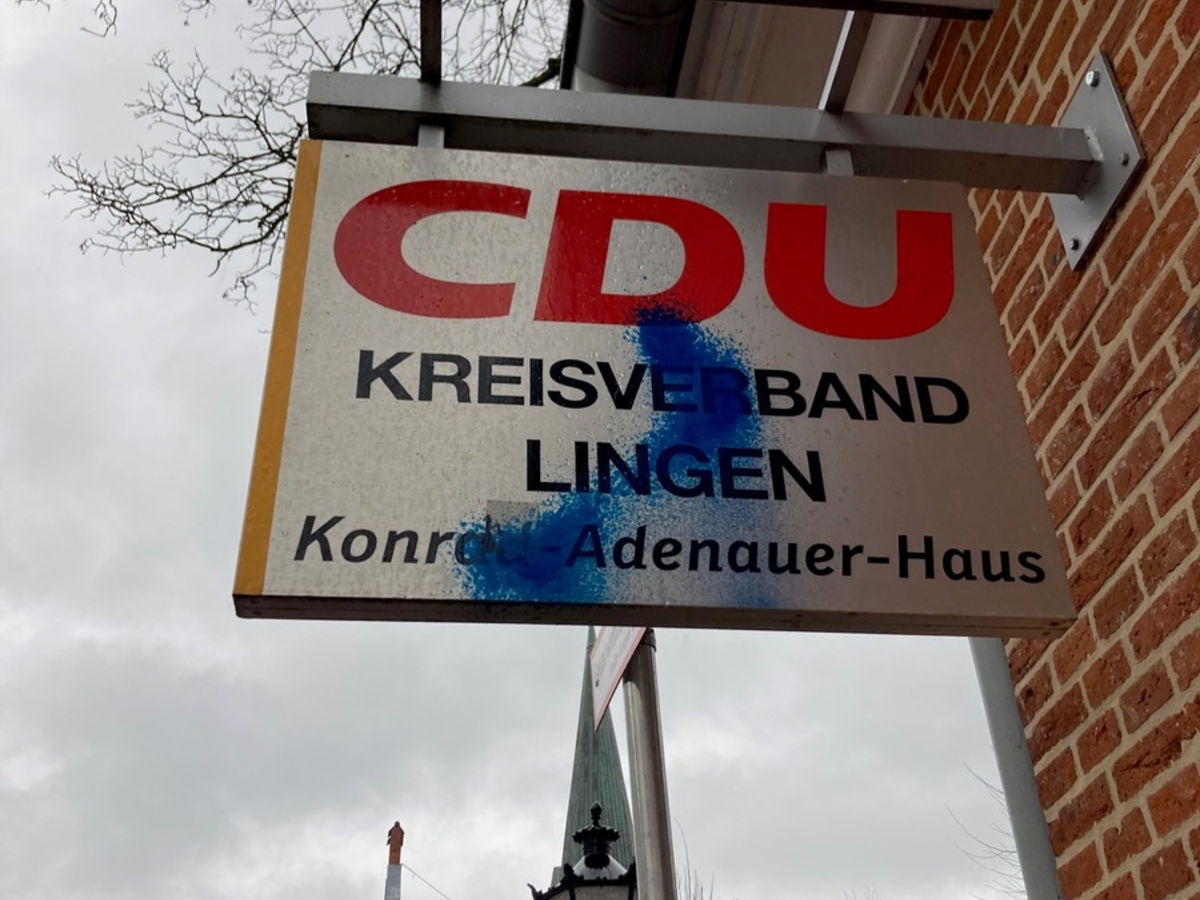 CDU
KREISVERBAND
LINGEN
Konrad-Adenauer-Haus